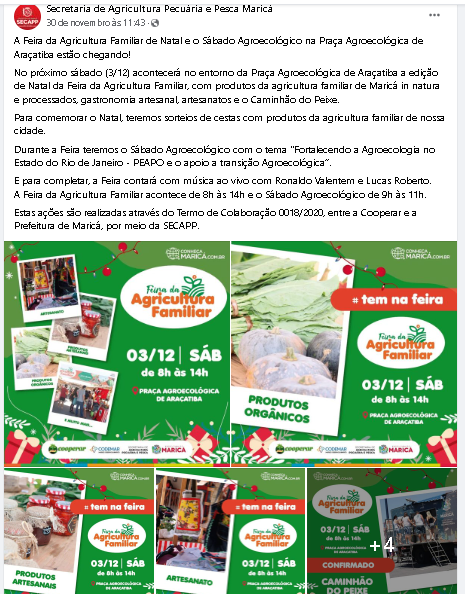 Secretaria de Agricultura Pecuária e Pesca Maricá
30 de novembro às 11:43
SECAPP
A Feira da Agricultura Familiar de Natal e o Sábado Agroecológico na Praça Agroecológica de
Araçatiba estão chegando!
No próximo sábado (3/12) acontecerá no entorno da Praça Agroecológica de Araçatiba a edição
de Natal da Feira da Agricultura Familiar, com produtos da agricultura familiar de Maricá in natura
e processados, gastronomia artesanal, artesanatos e o Caminhão do Peixe.
Para comemorar o Natal, teremos sorteios de cestas com produtos da agricultura familiar de nossa
cidade.
Durante a Feira teremos o Sábado Agroecológico com o tema "Fortalecendo a Agroecologia no
Estado do Rio de Janeiro - PEAPO e o apoio a transição Agroecológica".
E para completar, a Feira contará com música ao vivo com Ronaldo Valentem e Lucas Roberto.
A Feira da Agricultura Familiar acontece de 8h às 14h e o Sábado Agroecológico de 9h às 11h.
Estas ações são realizadas através do Termo de Colaboração 0018/2020, entre a Cooperar e a
Prefeitura de Maricá, por meio da SECAPP.
CONHEÇA
MARICÁ.COM.BR
Feira da
Agricultura
Familiar
ARTESANATO
PRODUTOS ORGÂNICOS
03/12 | SÁB
de 8h às 14h
PRAÇA AGROECOLÓGICA
DE ARAÇATIBA
cooperar
CODEMAR
MARICÁ
CONHEÇA
MARICÁ.COM.BR
# tem na feira
Feira da
Agricultura
Familiar
03/12 | SÁB
de 8h às 14h
PRAÇA AGROECOLÓGICA
DE ARAÇATIBA
PRODUTOS
ORGÂNICOS
cooperar
CODEMAR
MARICÁ
CONHEÇA
MARICÁ.COM.BR
# tem na feira
Feira da
Agricultura
Familiar
03/12 | SÁB
de 8h às 14h
PRAÇA AGROECOLÓGICA
DE ARAÇATIBA
PRODUTOS
ARTESANAIS
CONHEÇA
MARICÁ.COM.BR
# tem na feira
Feira da
Agricultura
Familiar
03/12 | SÁB
de 8h às 14h
PRAÇA AGROECOLÓGICA
DE ARAÇATIBA
ARTESANATO
CONHEÇA
MARICÁ.COM.BR
Feira da
Agricultura
Familiar
03/12 | SÁB
de 8h às 14h
PRAÇA AGROECOLÓGICA
DE ARAÇATIBA
+4
CONFIRMADO
CAMINHÃO
DO PEIXE